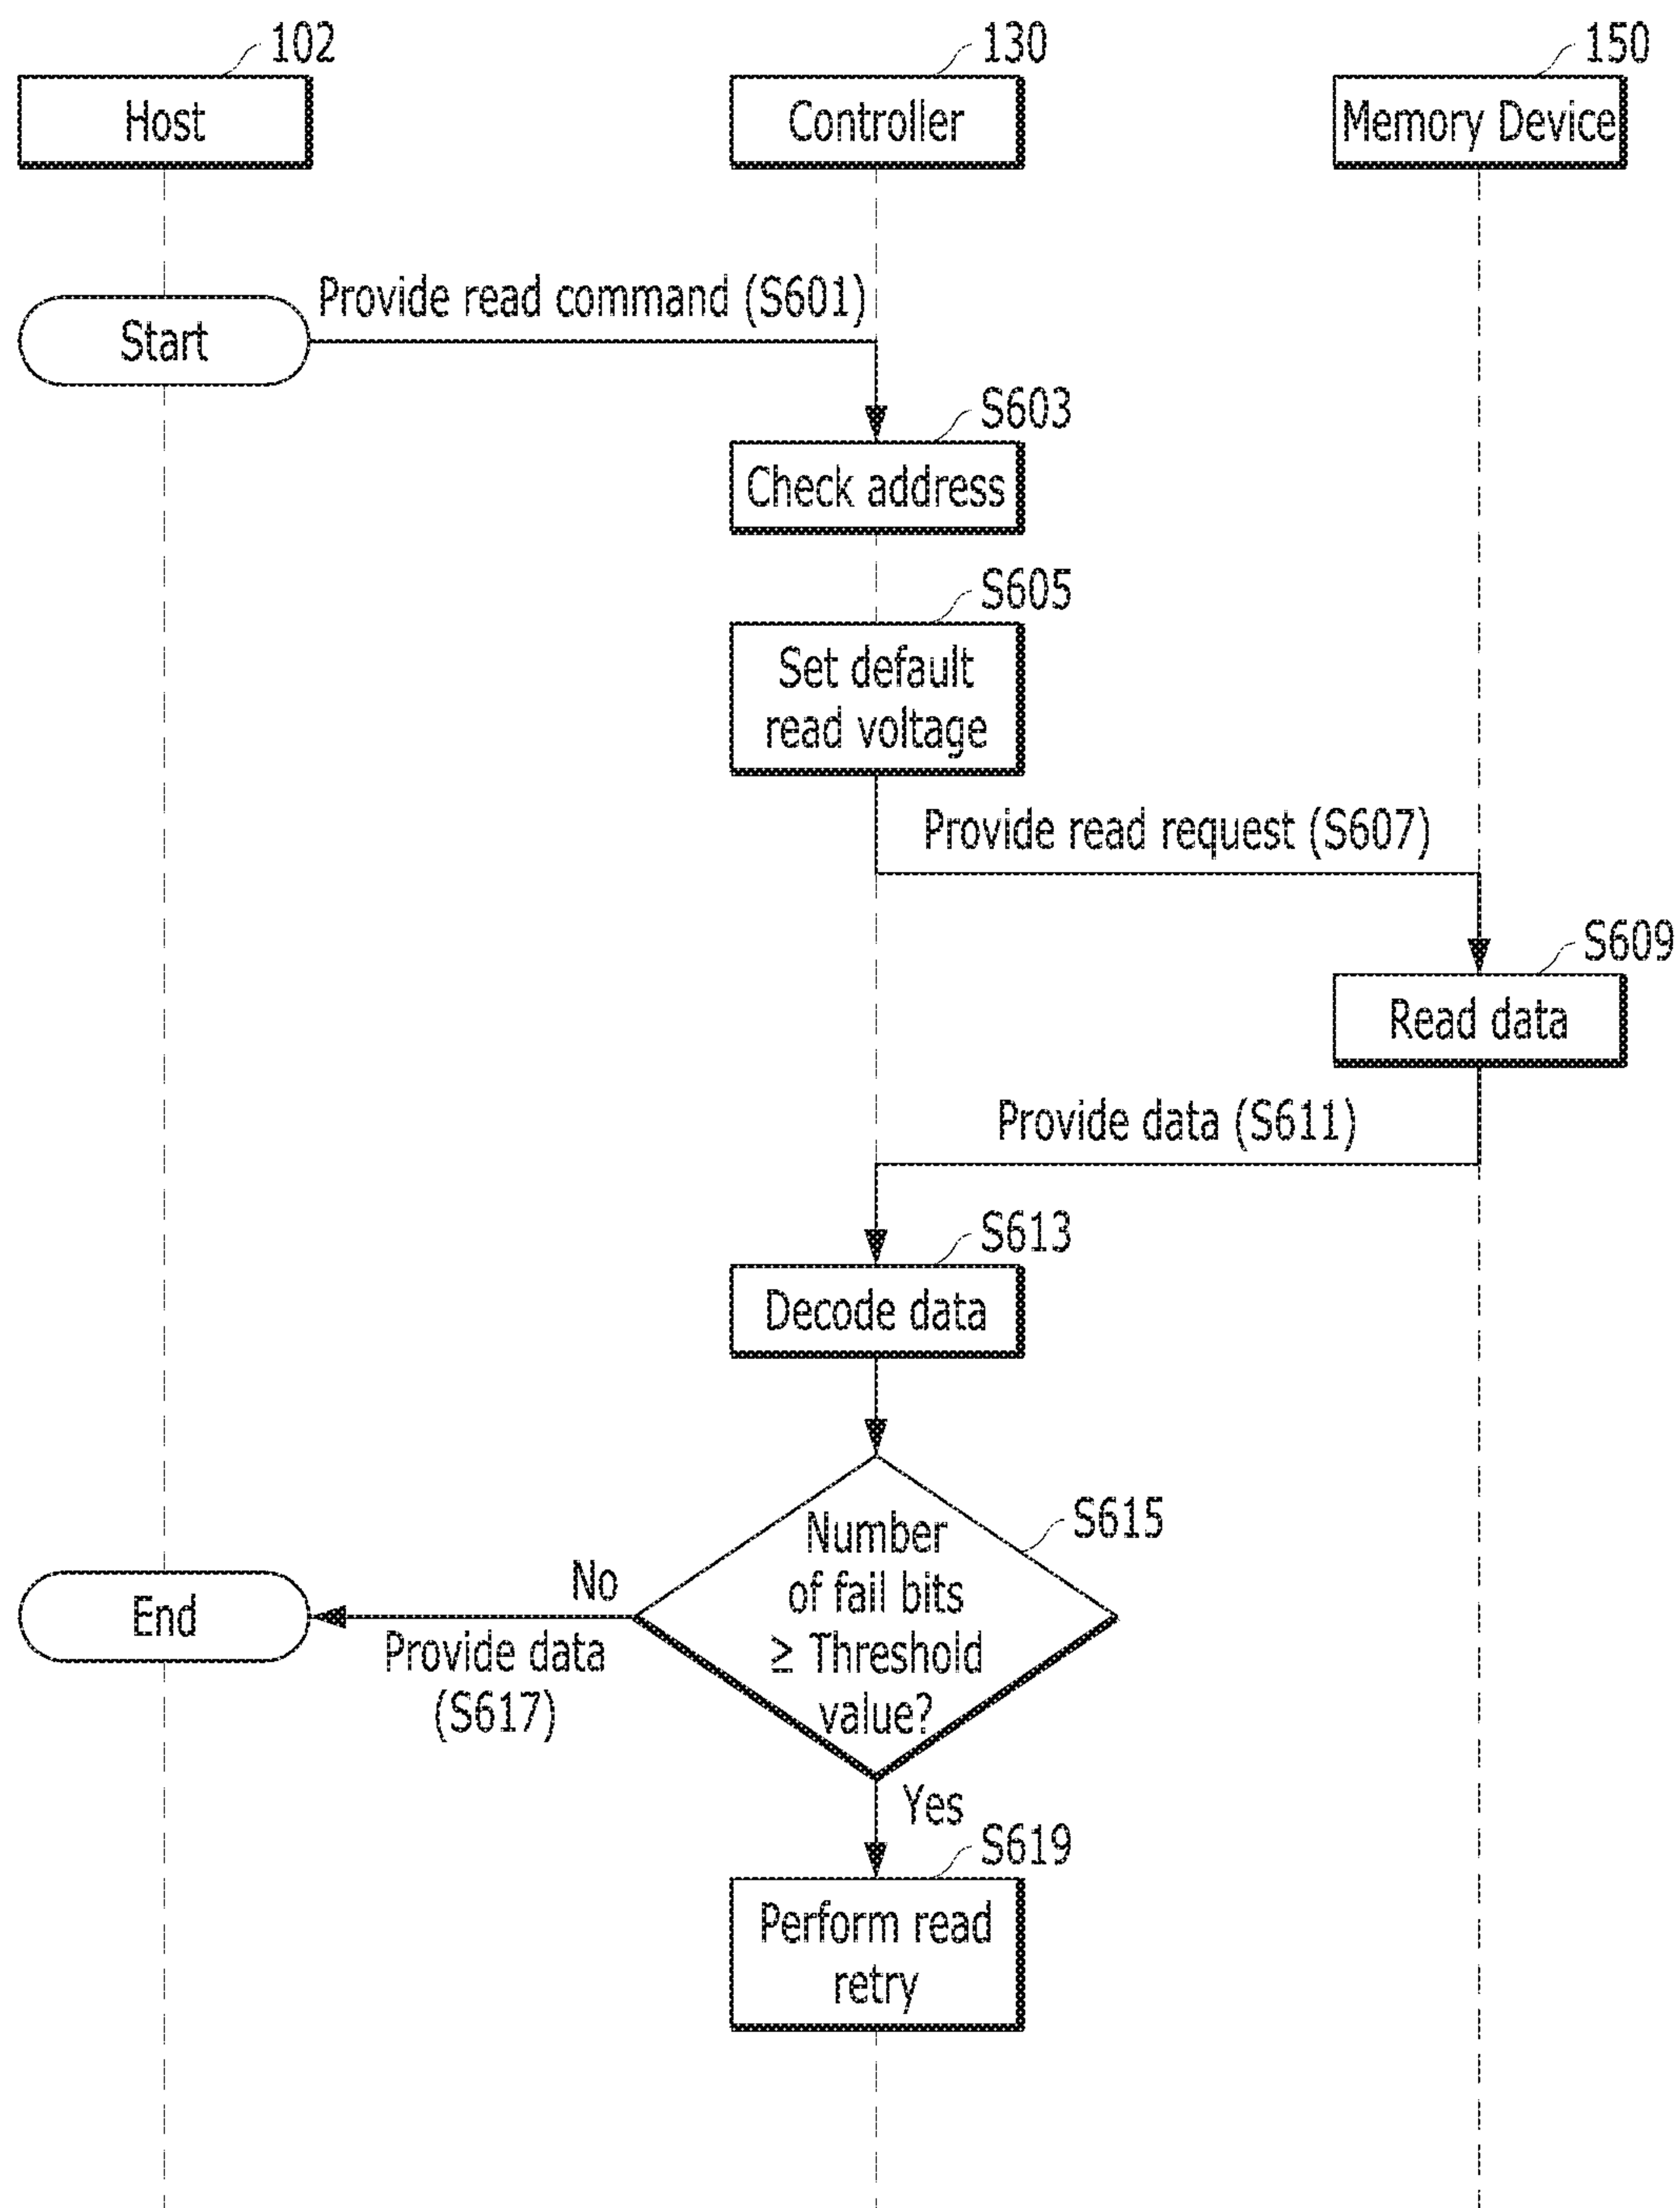 102
130
150
Host
Controller
Memory Device
Provide read command (S601)
Start
S603
Check address
S605
Set default
read voltage
Provide read request (S607)
S609
Read data
Provide data (S611)
S613
Decode data
S615
Number
of fail bits
≥ Threshold
value?
No
End
Provide data
(S617)
Yes
S619
Perform read
retry